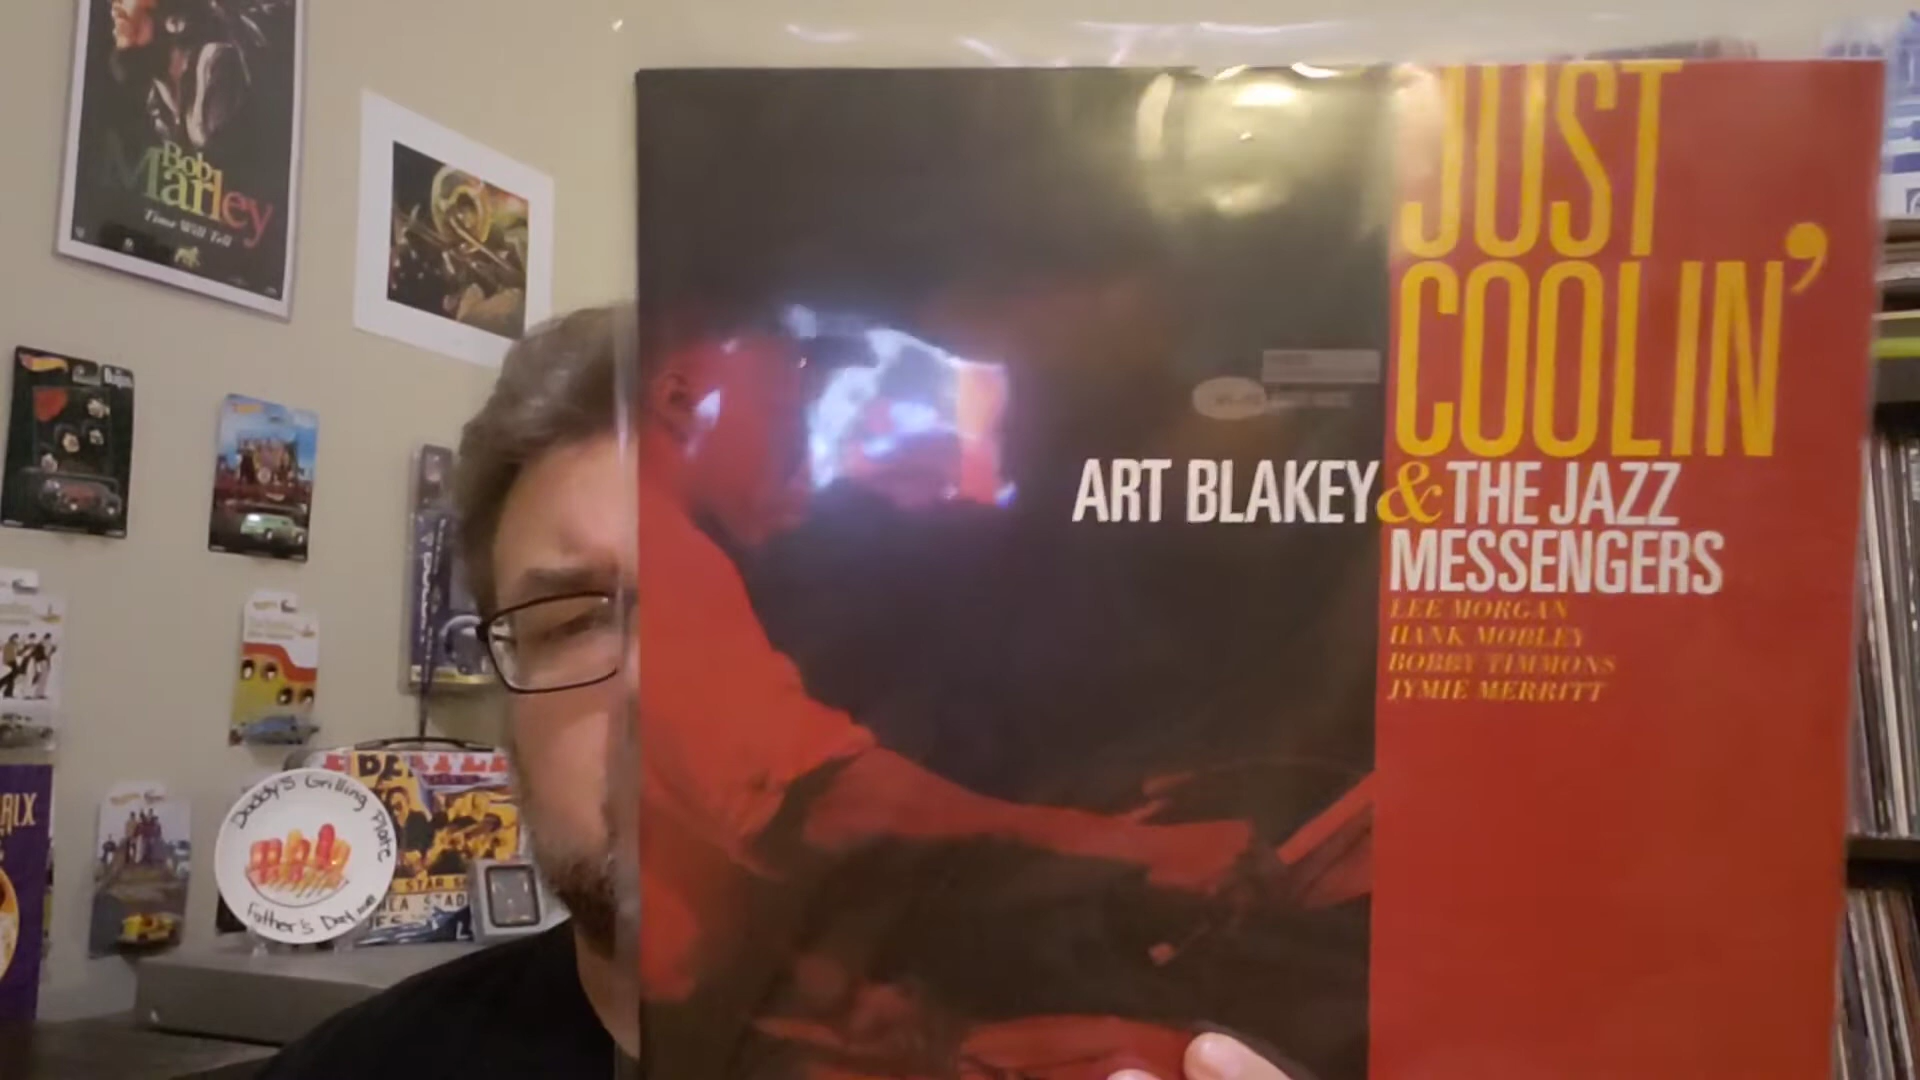 Bob
Marley
Time Will Tell
JUST
COOLIN'
ART BLAKEY & THE JAZZ
MESSENGERS
LEE MORGAN
HANK MOBLEY
BOBBY TIMMONS
JYMIE MERRITT
Daddy's Grilling Plate
Father's Day